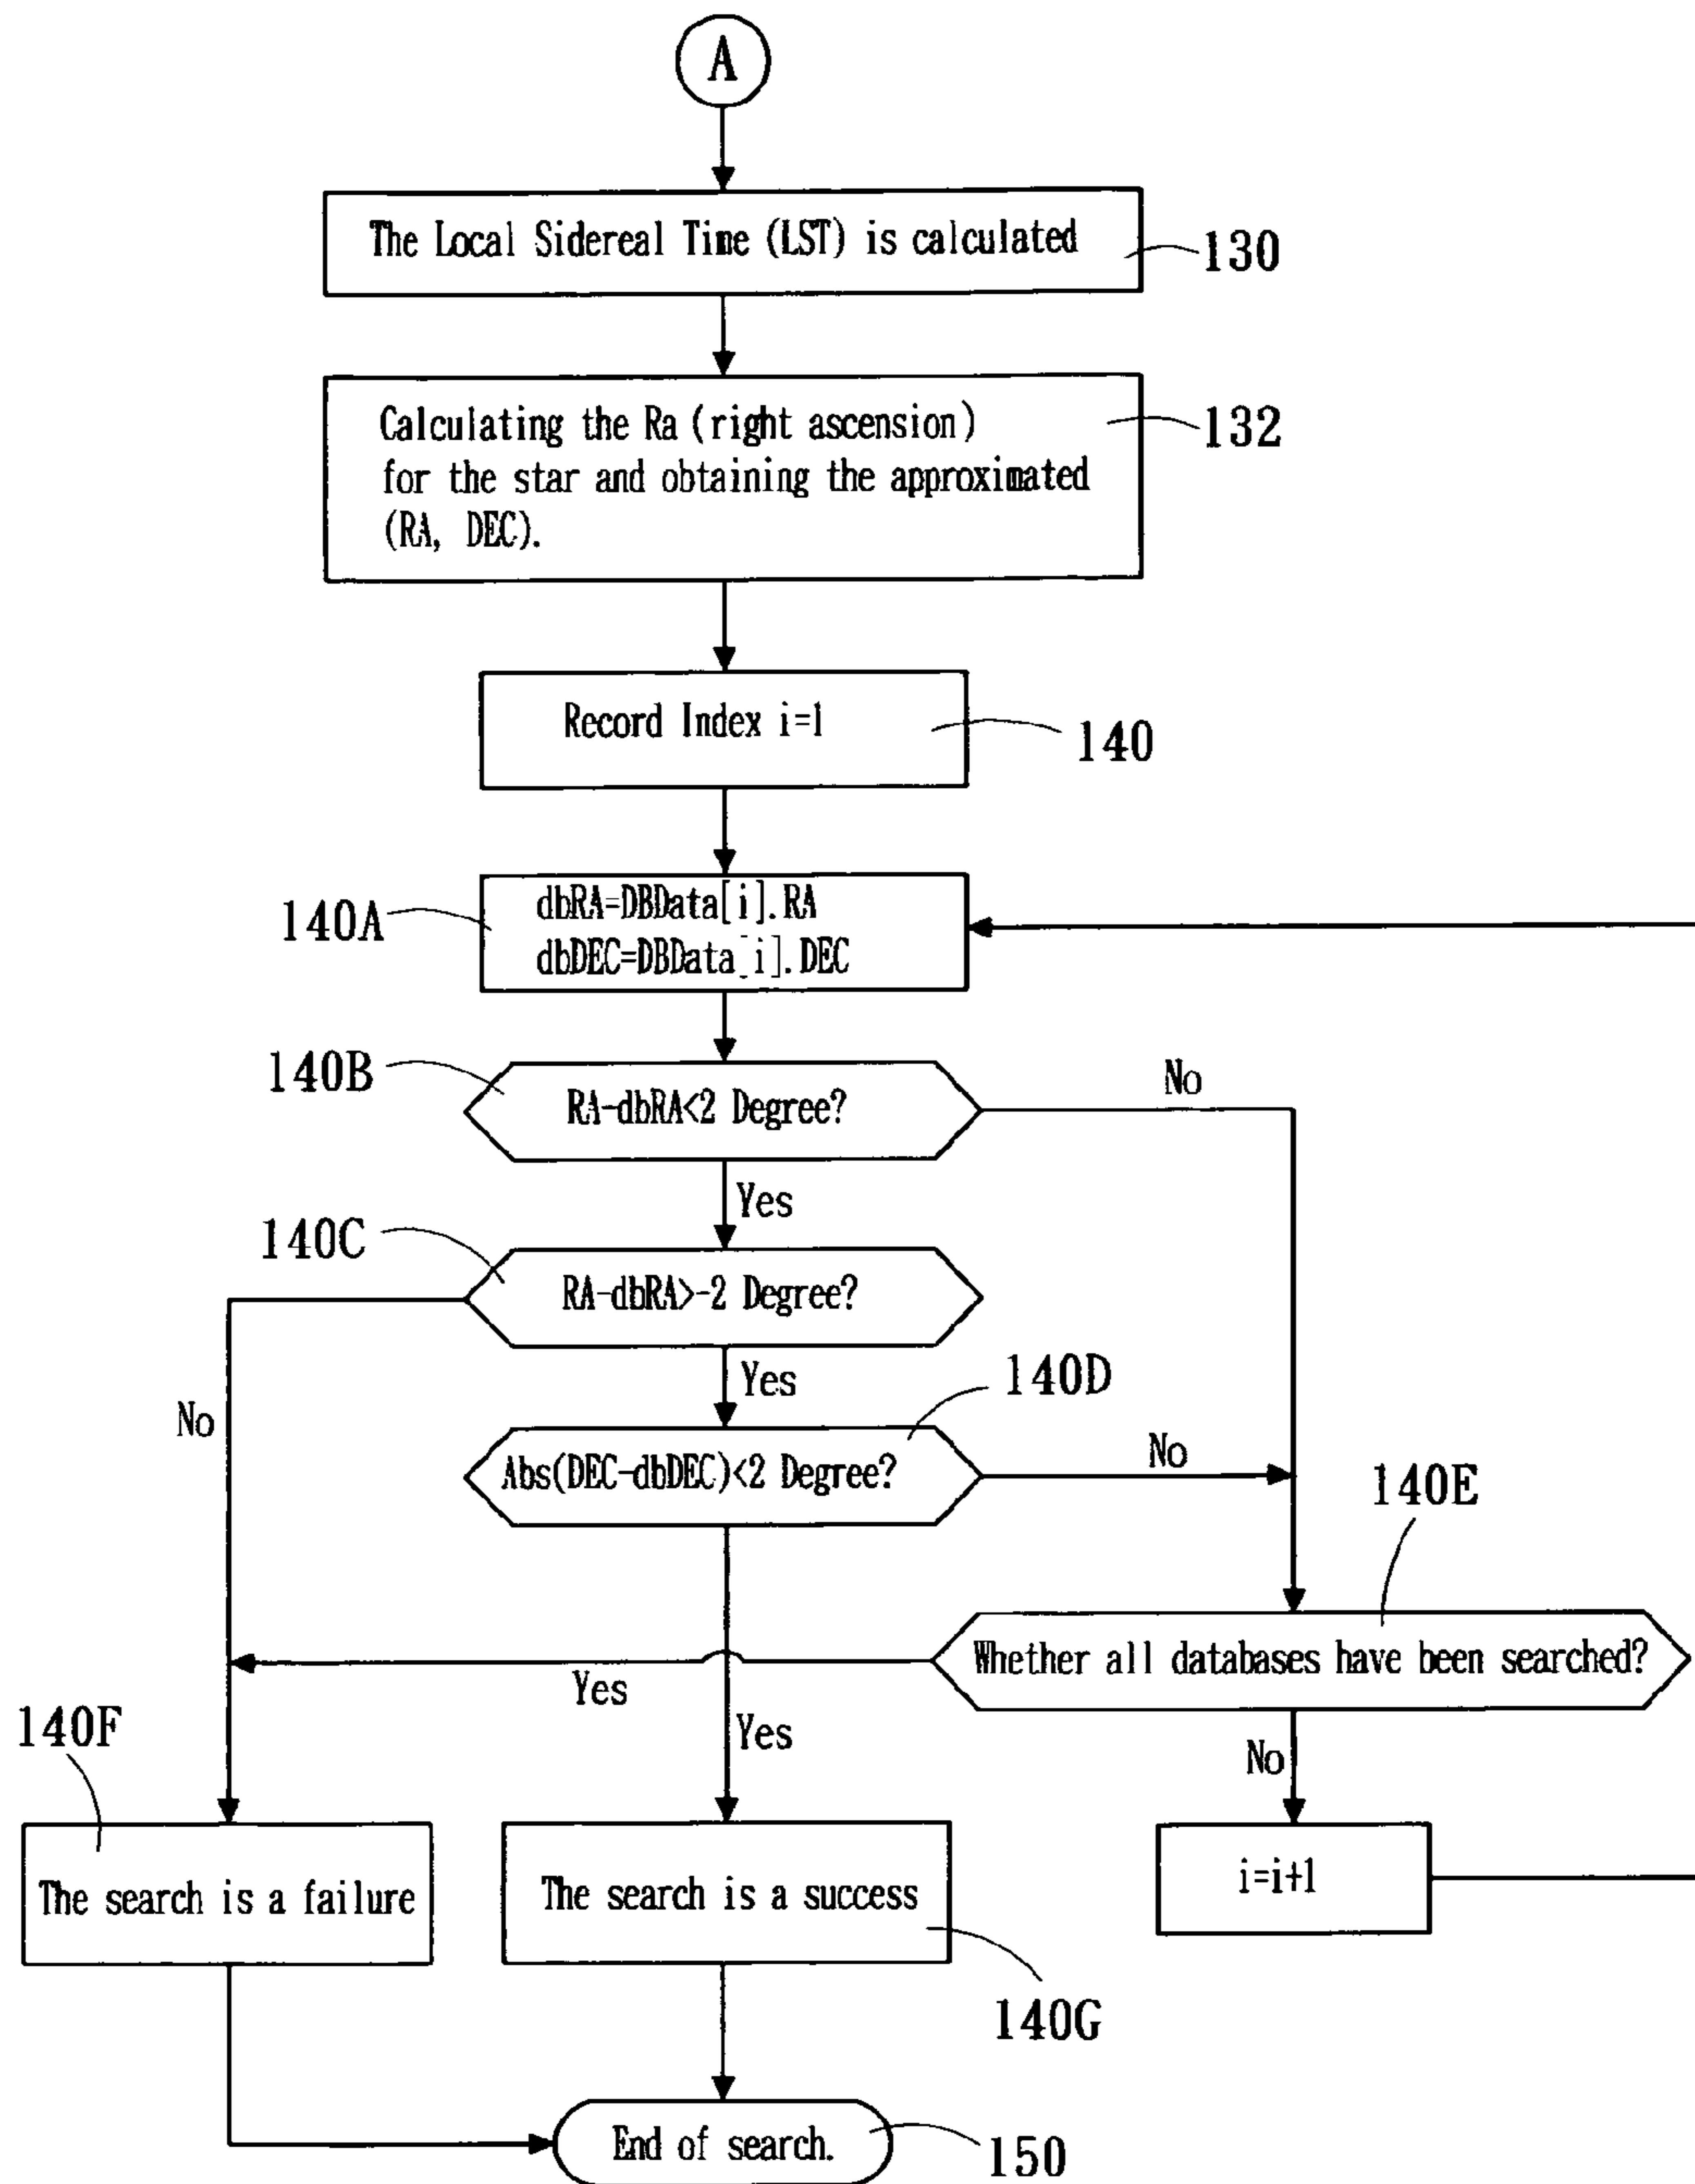 A
The Local Sidereal Time (LST) is calculated
130
Calculating the Ra (right ascension)
for the star and obtaining the approximated
(RA, DEC).
132
Record Index i=1
140
140A
dbRA=DBData[i].RA
dbDEC=DBData[i].DEC
140B
RA-dbRA<2 Degree?
No
Yes
140C
RA-dbRA>-2 Degree?
No
Yes
140D
Abs(DEC-dbDEC)<2 Degree?
No
140E
Whether all databases have been searched?
Yes
Yes
No
140F
The search is a failure
The search is a success
i=i+1
140G
End of search.
150